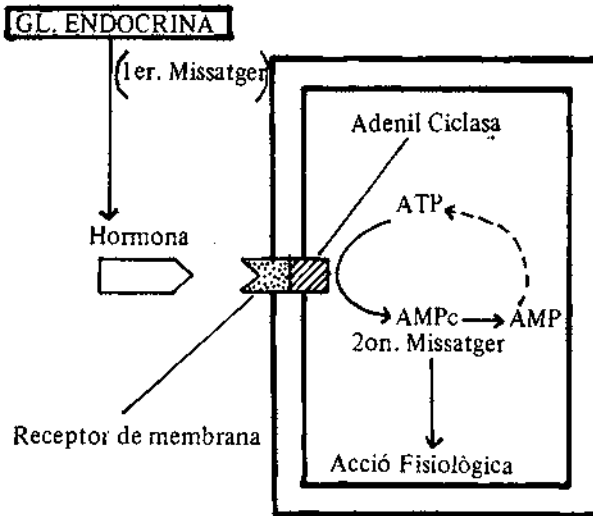 GL. ENDOCRINA
(1er. Missatger)
Adenil Ciclasa
ATP
Hormona
AMPc
AMP
2on. Missatger
Receptor de membrana
Acció Fisiològica